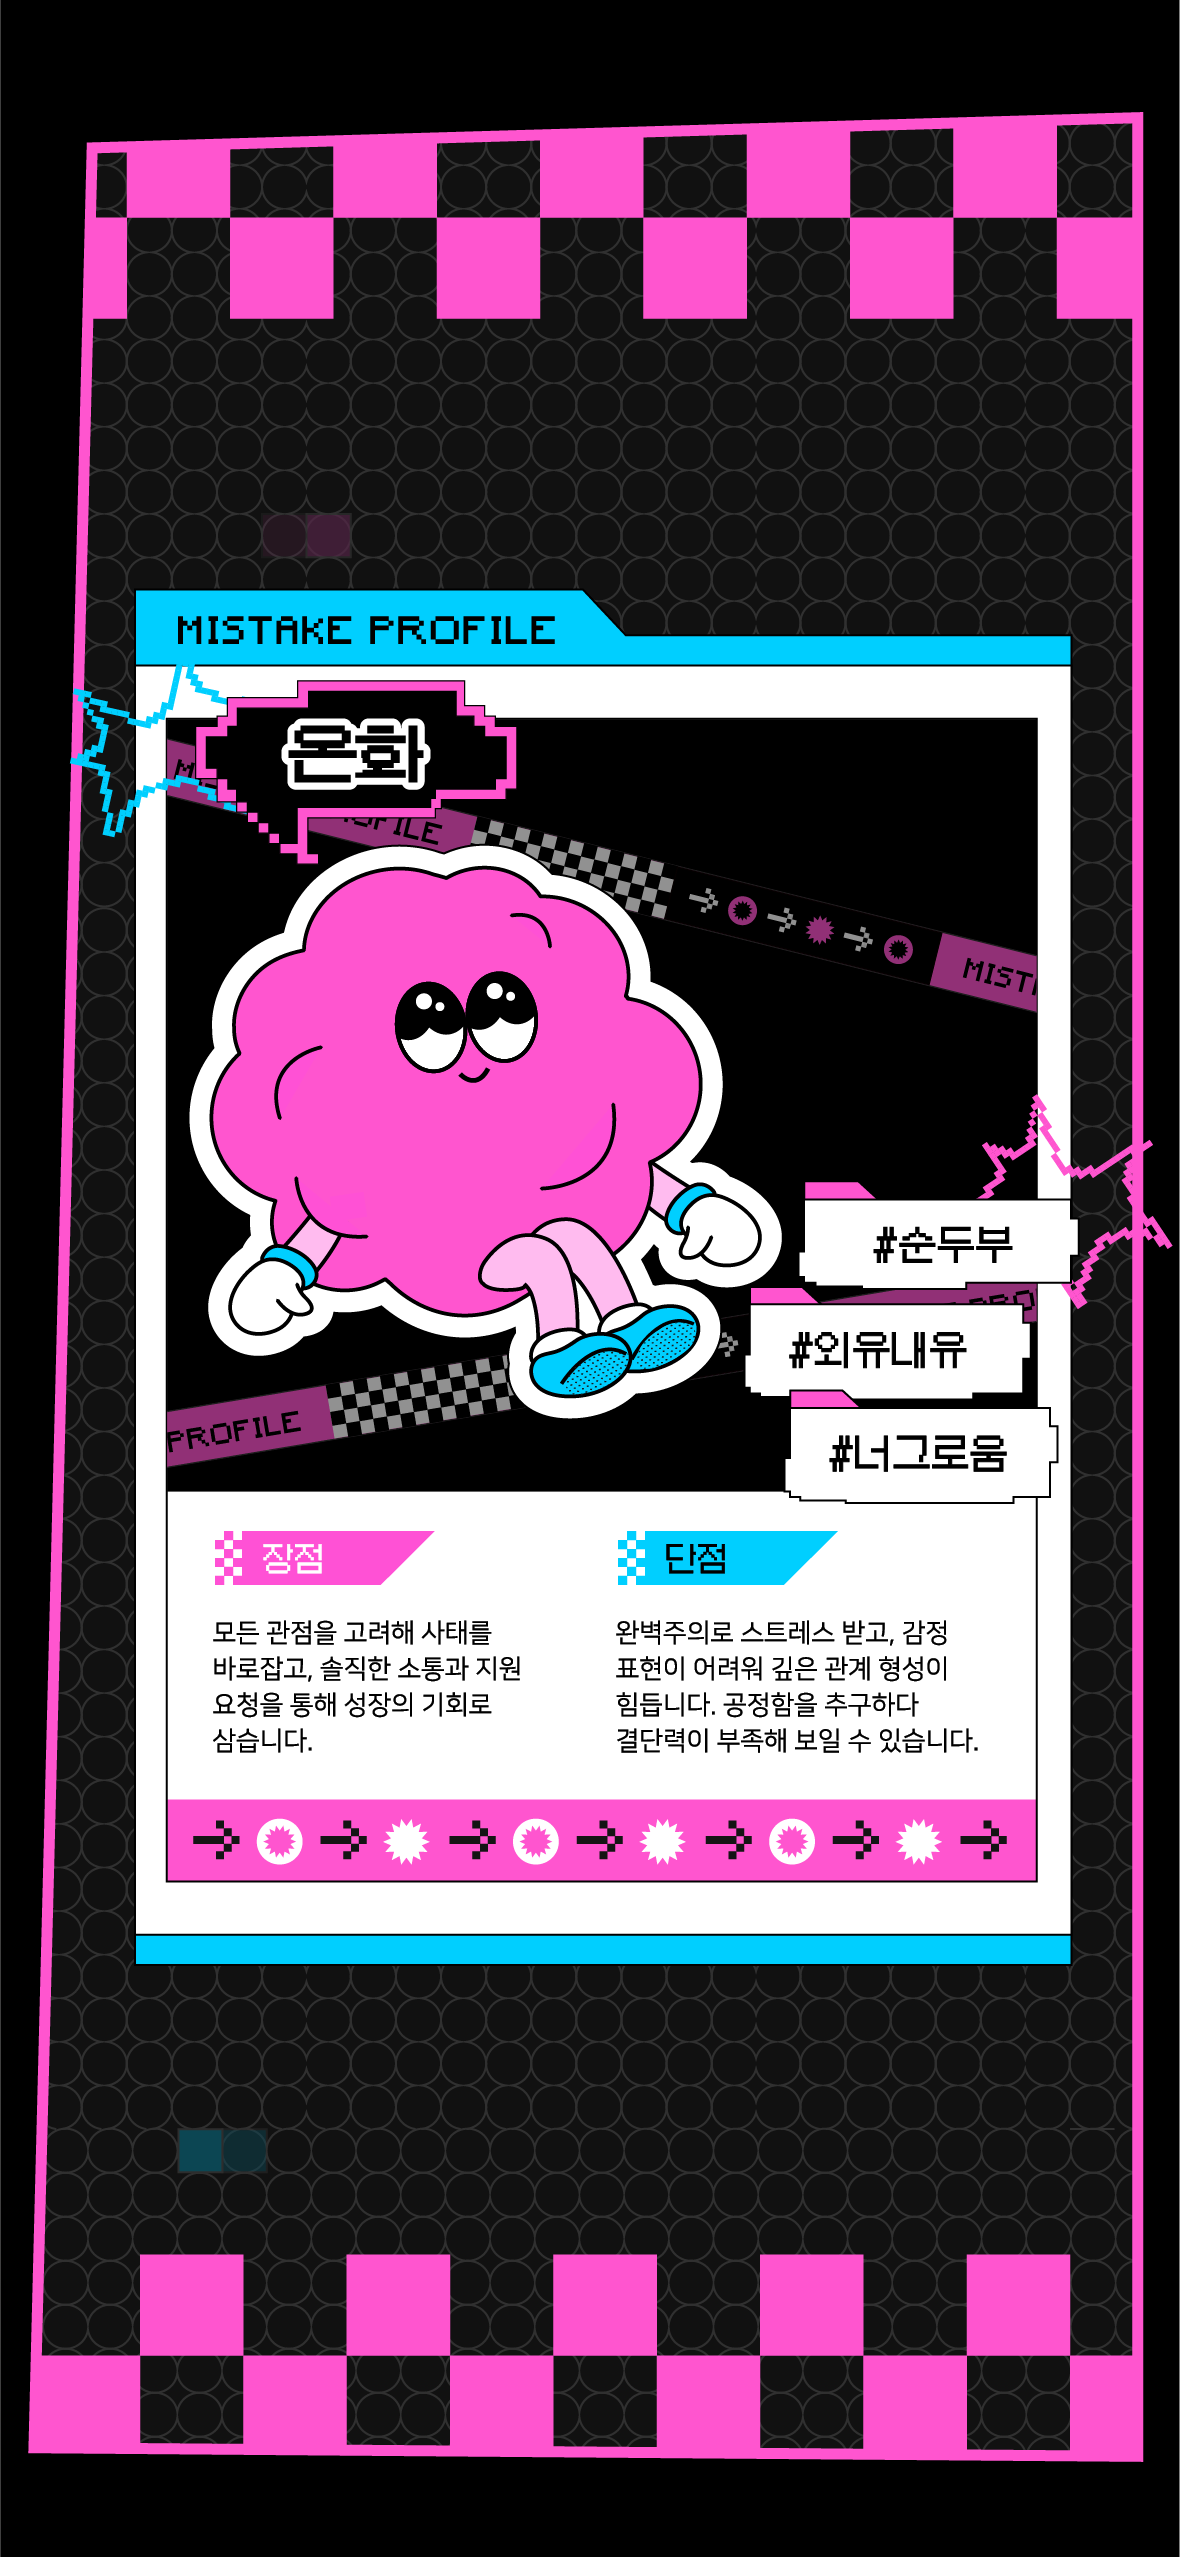 MISTAKE PROFILE
온화
PROFILE
#순두부
#외유내유
#너그로움
장점
모든 관점을 고려해 사태를
바로잡고, 솔직한 소통과 지원
요청을 통해 성장의 기회로
삼습니다.
단점
완벽주의로 스트레스 받고, 감정
표현이 어려워 깊은 관계 형성이
힘듭니다. 공정함을 추구하다
결단력이 부족해 보일 수 있습니다.